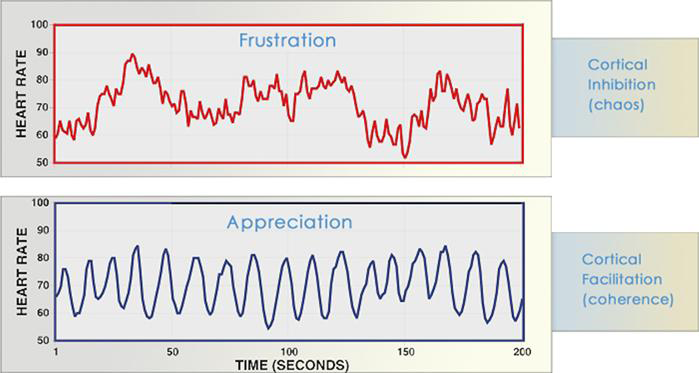 Frustration
HEART RATE
100
90
80
70
60
50
Cortical
Inhibition
(chaos)
Appreciation
HEART RATE
100
90
80
70
60
50
1
50
100
150
200
TIME (SECONDS)
Cortical
Facilitation
(coherence)